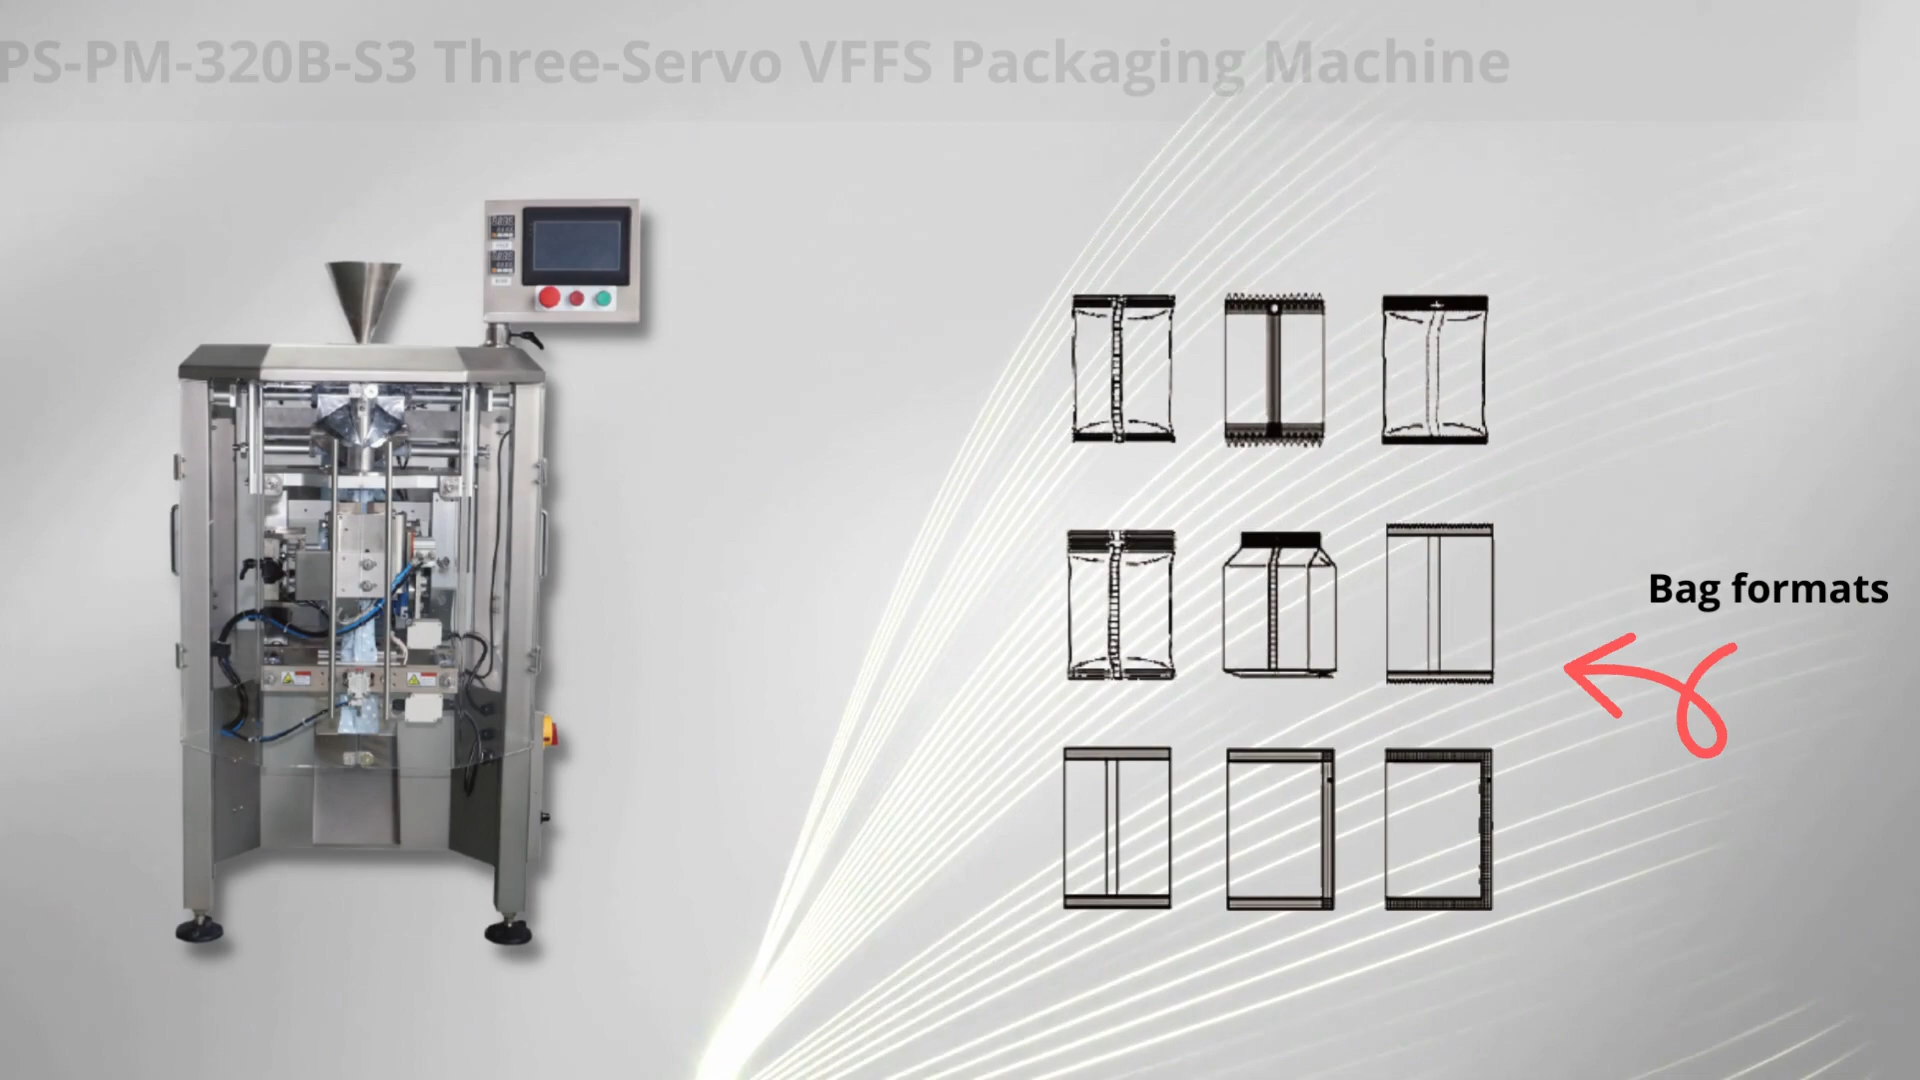 PS-PM-320B-S3 Three-Servo VFFS Packaging Machine
Bag formats